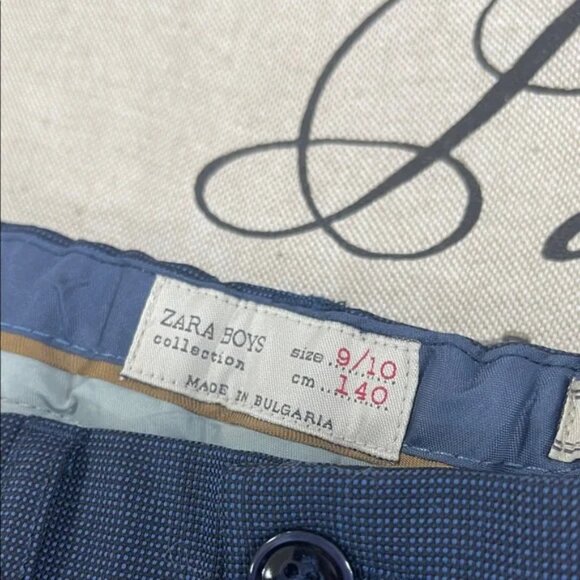 ZARA BOYS
collection
MADE IN BULGARIA
size 9/10
cm 140